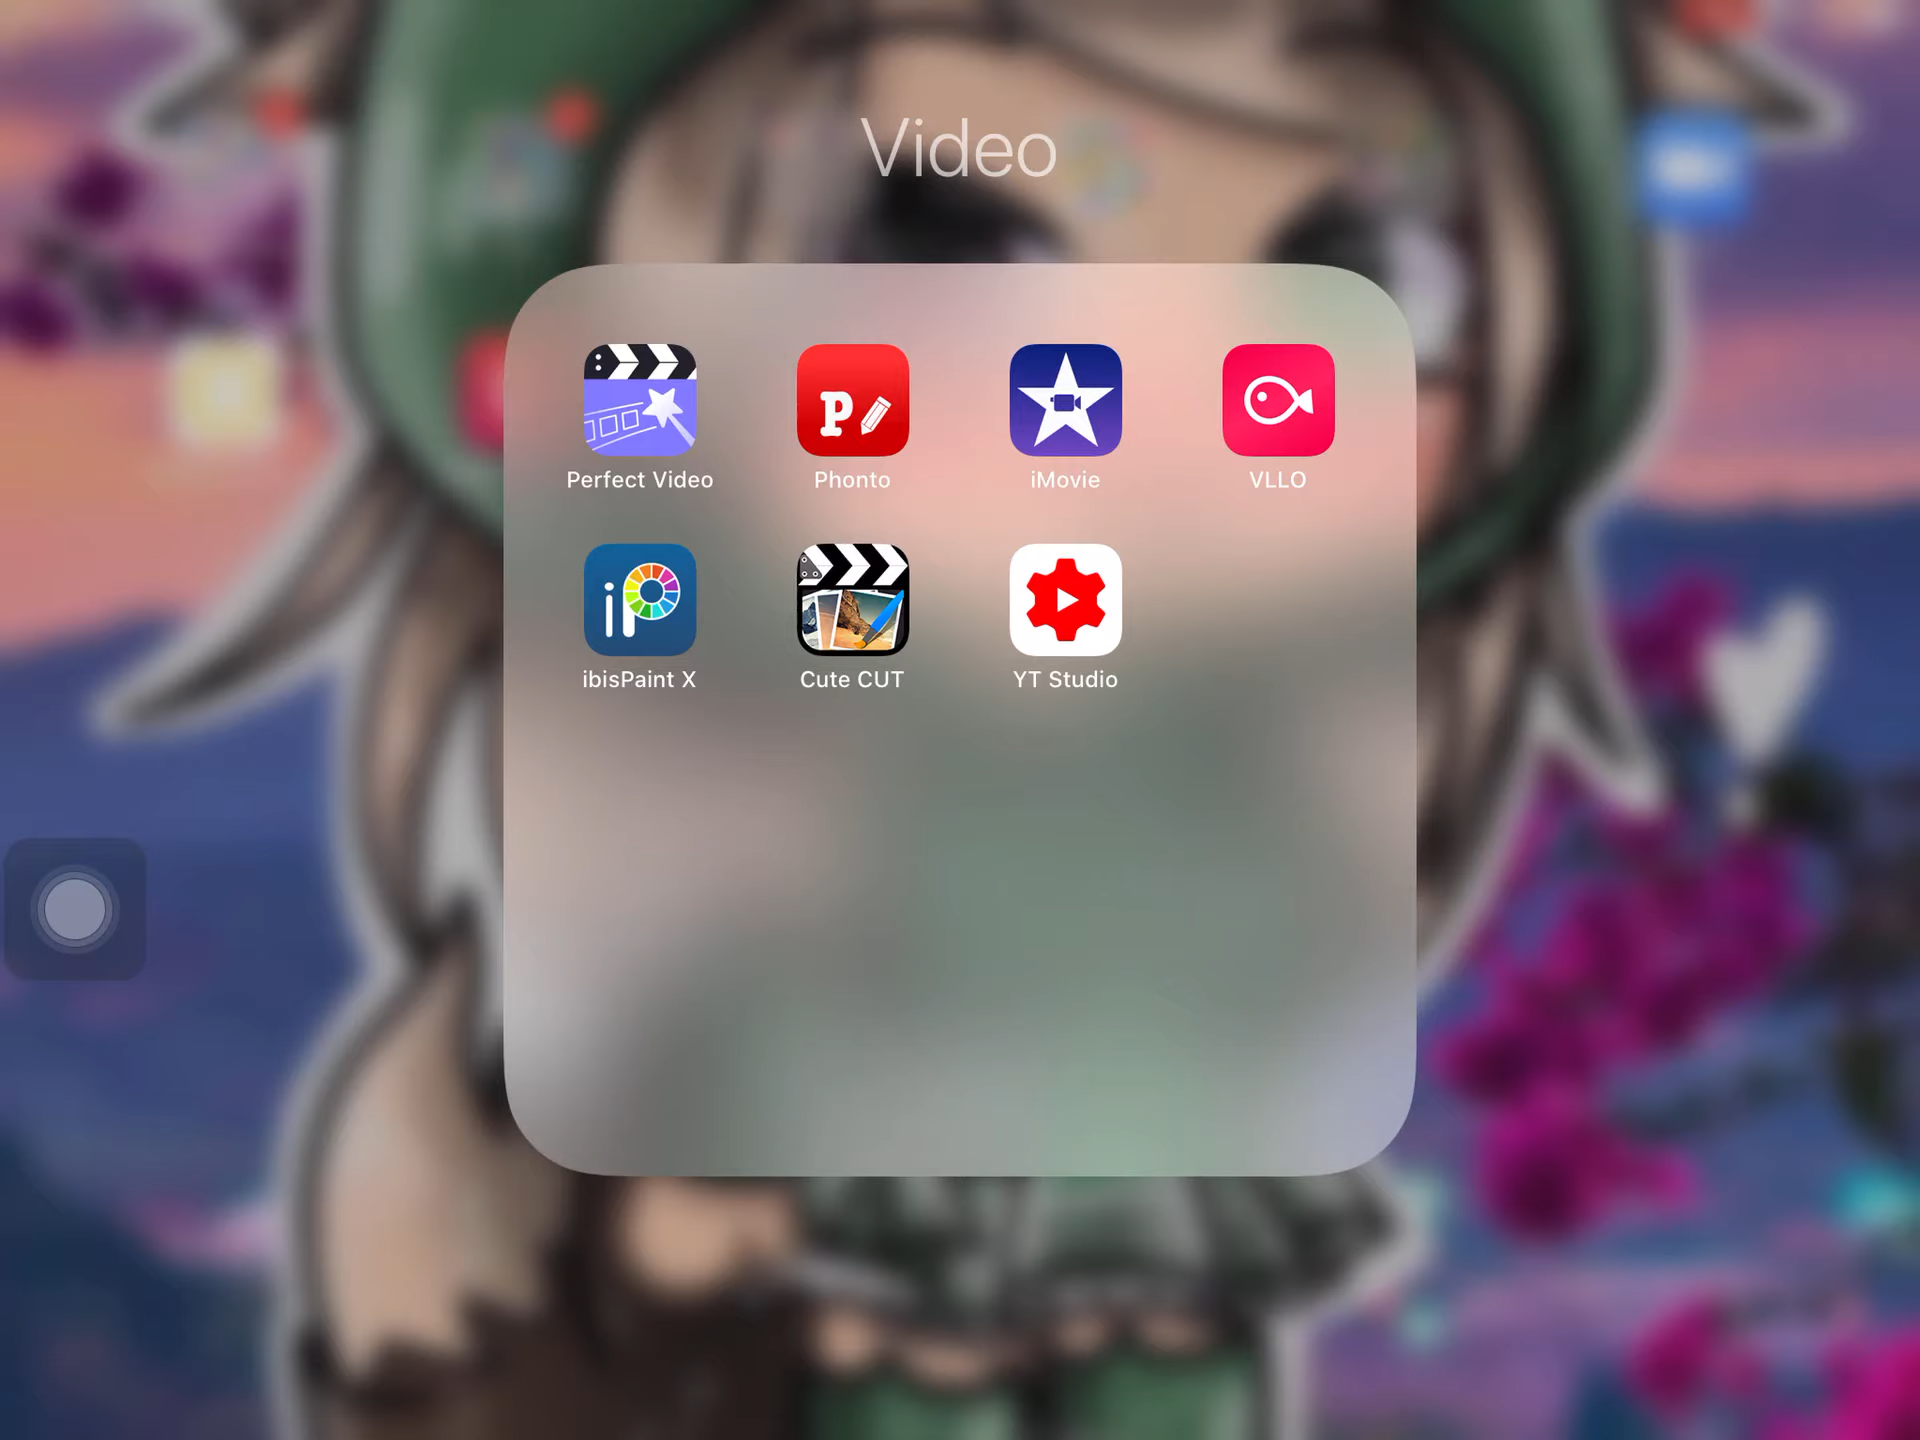 Video
Perfect Video
Phonto
iMovie
VLLO
ibisPaint X
Cute CUT
YT Studio